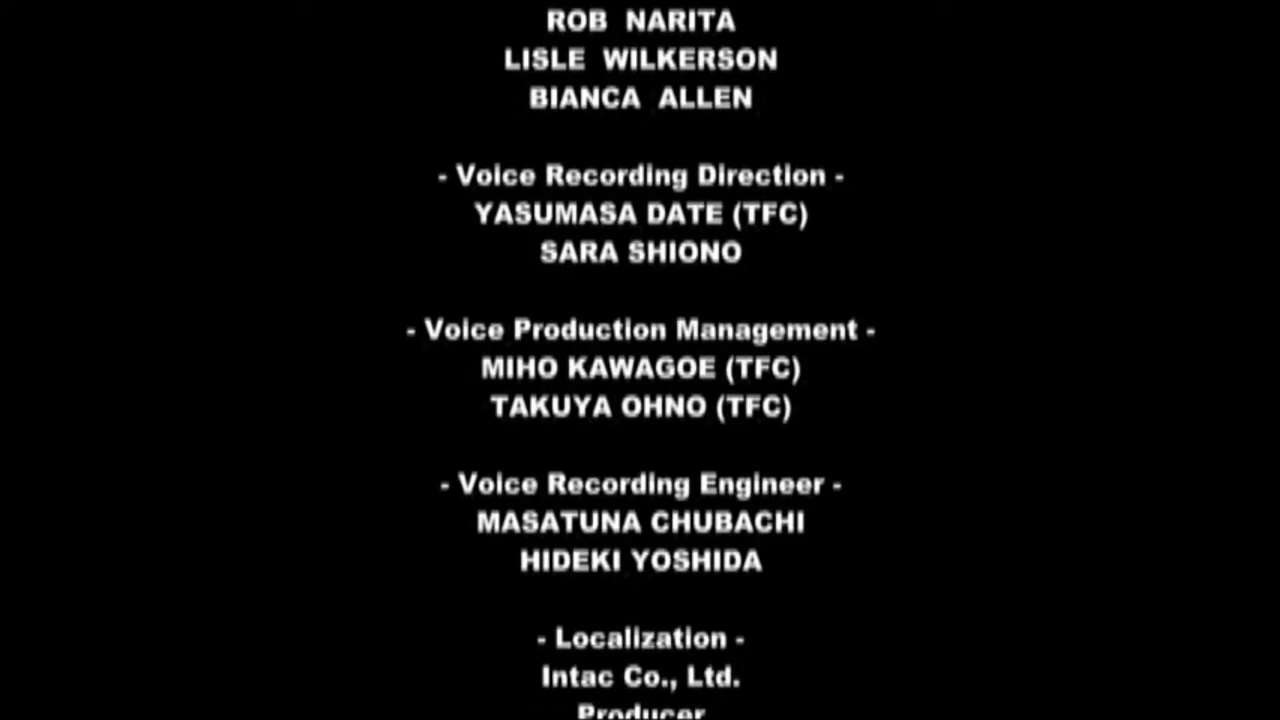 ROB NARITA
LISLE WILKERSON
BIANCA ALLEN
- Voice Recording Direction -
YASUMASA DATE (TFC)
SARA SHIONO
- Voice Production Management -
MIHO KAWAGOE (TFC)
TAKUYA OHNO (TFC)
- Voice Recording Engineer -
MASATUNA CHUBACHI
HIDEKI YOSHIDA
- Localization -
Intac Co., Ltd.
Producer